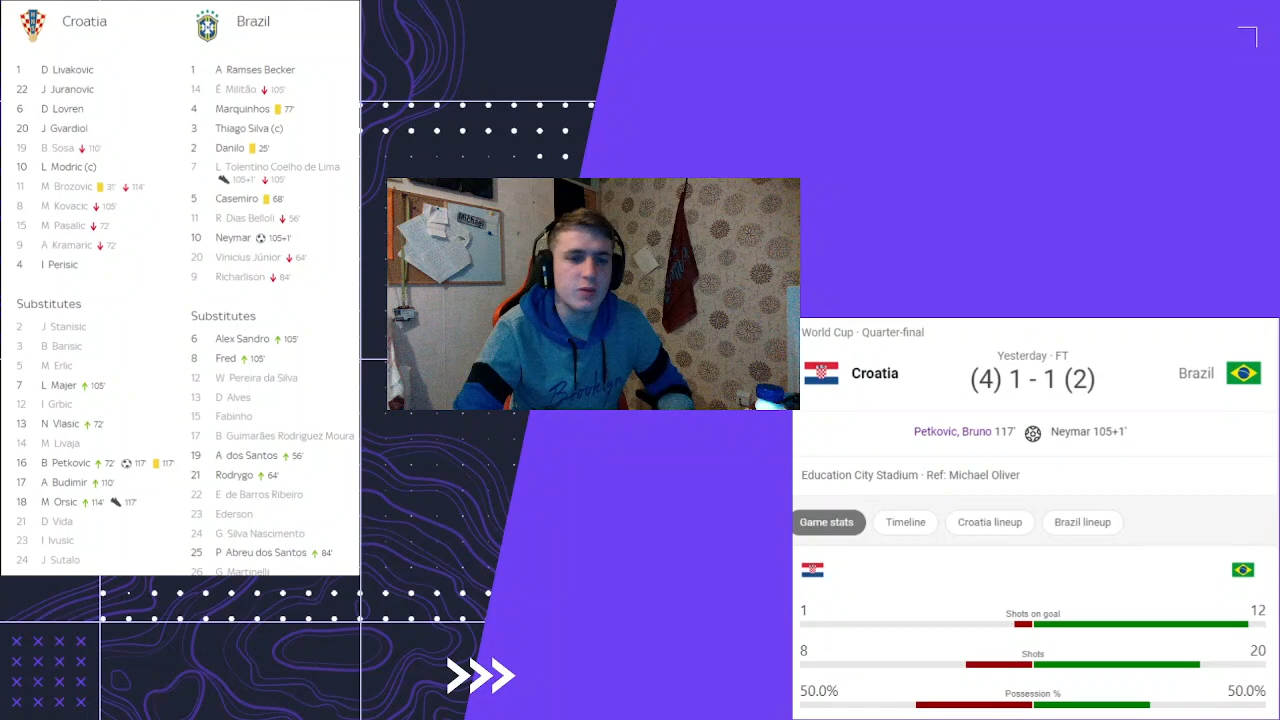 Croatia
1 D Livakovic
22 J Juranovic
6 D Lovren
20 J Gvardiol
19 B Sosa 110'
10 L Modric (c)
11 M Brozovic 31' 114'
8 M Kovacic 105'
15 M Pasalic 72'
9 A Kramaric 72'
4 I Perisic
Substitutes
2 J Stanisic
3 B Barisic
5 M Erlic
7 L Majer 105'
12 I Grbic
13 N Vlasic 72'
14 M Livaja
16 B Petkovic 72' 117' 117'
17 A Budimir 110'
18 M Orsic 114' 117'
21 D Vida
23 I Ivusic
24 J Sutalo
Brazil
1 A Ramses Becker
14 É Militão 105'
4 Marquinhos 77'
3 Thiago Silva (c)
2 Danilo 25'
7 L Tolentino Coelho de Lima
105+1' 105'
5 Casemiro 68'
11 R Dias Belloli 56'
10 Neymar 105+1'
20 Vinicius Júnior 64'
9 Richarlison 84'
Substitutes
6 Alex Sandro 105'
8 Fred 105'
12 W Pereira da Silva
13 D Alves
15 Fabinho
17 B Guimarães Rodriguez Moura
19 A dos Santos 56'
21 Rodrygo 64'
22 E de Barros Ribeiro
23 Ederson
24 G Silva Nascimento
25 P Abreu dos Santos 84'
26 G Martinelli
Michael
Brooklyn
World Cup · Quarter-final
Yesterday · FT
Croatia (4) 1 - 1 (2) Brazil
Petkovic, Bruno 117' Neymar 105+1'
Education City Stadium · Ref: Michael Oliver
Game stats Timeline Croatia lineup Brazil lineup
1 Shots on goal 12
8 Shots 20
50.0% Possession % 50.0%